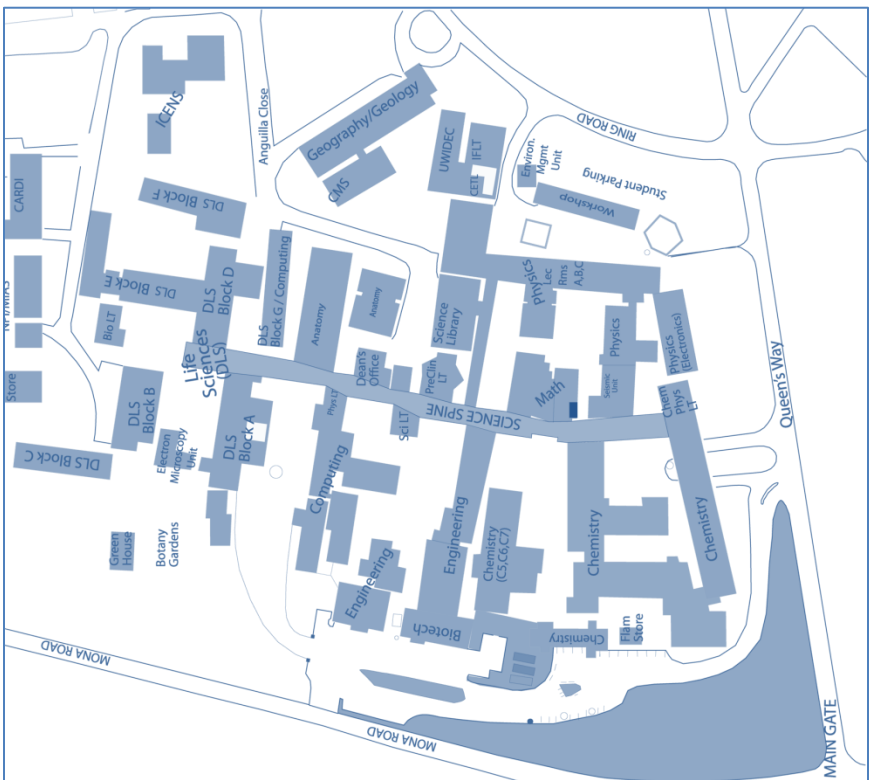 ICENS
Anguilla Close
Geography/Geology
CMS
UWIDEC
IFLT
CETL
Environ.
Mgmt
Unit
RING ROAD
Student Parking
Workshop
CARDI
DLS Block F
DLS Block E
DLS
Block D
DLS
Block G / Computing
Anatomy
Anatomy
Science
Library
Physics
Lec
Rms
A,B,C
Physics
Physics
(Electronics)
Queen's Way
NPI/MIAS
Bio LT
Store
Life
Sciences
(DLS)
Dean's
Office
PreClin
LT
Math
Seismic
Unit
Chem
Phys
LT
SCIENCE SPINE
Phys LT
Sci LT
DLS
Block B
DLS
Block A
DLS Block C
Electron
Microscopy
Unit
Computing
Green
House
Botany
Gardens
Engineering
Engineering
Chemistry
(C5,C6,C7)
Chemistry
Chemistry
Biotech
Chemistry
Flam
Store
MONA ROAD
MONA ROAD
MAIN GATE